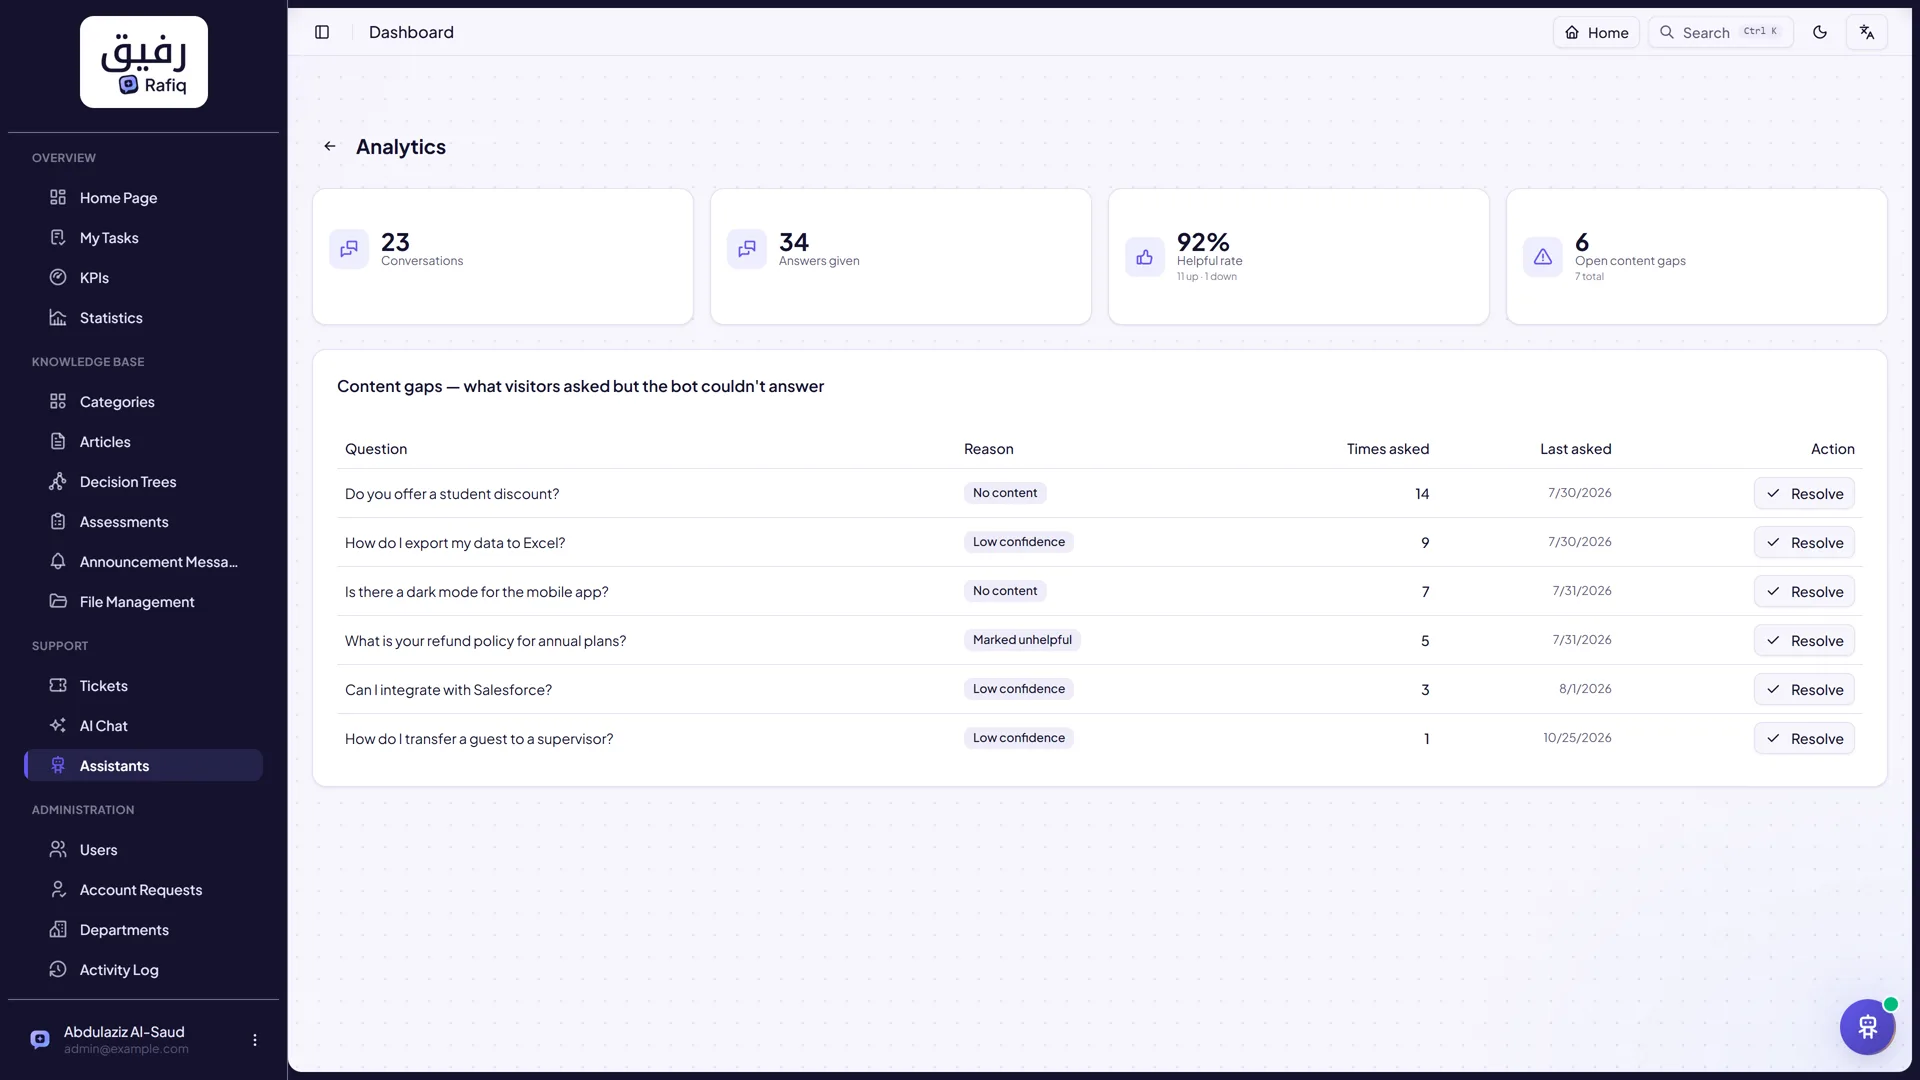 رفيق
Rafiq
OVERVIEW
Home Page
My Tasks
KPIs
Statistics
KNOWLEDGE BASE
Categories
Articles
Decision Trees
Assessments
Announcement Messa...
File Management
SUPPORT
Tickets
AI Chat
Assistants
ADMINISTRATION
Users
Account Requests
Departments
Activity Log
Abdulaziz Al-Saud
admin@example.com
Dashboard
Home
Search Ctrl K
Analytics
23
Conversations
34
Answers given
92%
Helpful rate
11 up · 1 down
6
Open content gaps
7 total
Content gaps — what visitors asked but the bot couldn't answer
Question Reason Times asked Last asked Action
Do you offer a student discount? No content 14 7/30/2026 Resolve
How do I export my data to Excel? Low confidence 9 7/30/2026 Resolve
Is there a dark mode for the mobile app? No content 7 7/31/2026 Resolve
What is your refund policy for annual plans? Marked unhelpful 5 7/31/2026 Resolve
Can I integrate with Salesforce? Low confidence 3 8/1/2026 Resolve
How do I transfer a guest to a supervisor? Low confidence 1 10/25/2026 Resolve